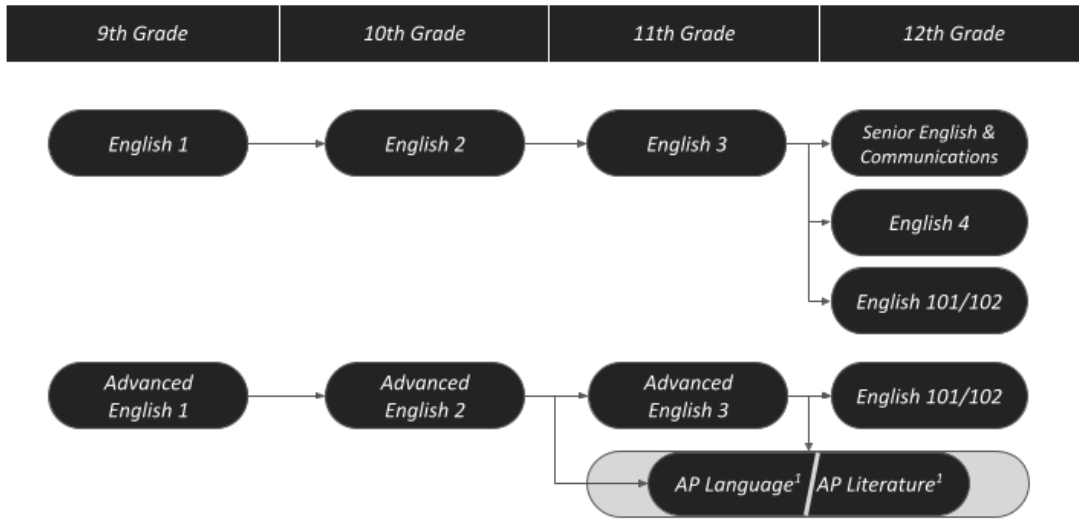 9th Grade
10th Grade
11th Grade
12th Grade
English 1
English 2
English 3
Senior English &
Communications
English 4
English 101/102
Advanced
English 1
Advanced
English 2
Advanced
English 3
English 101/102
AP Language¹
AP Literature¹